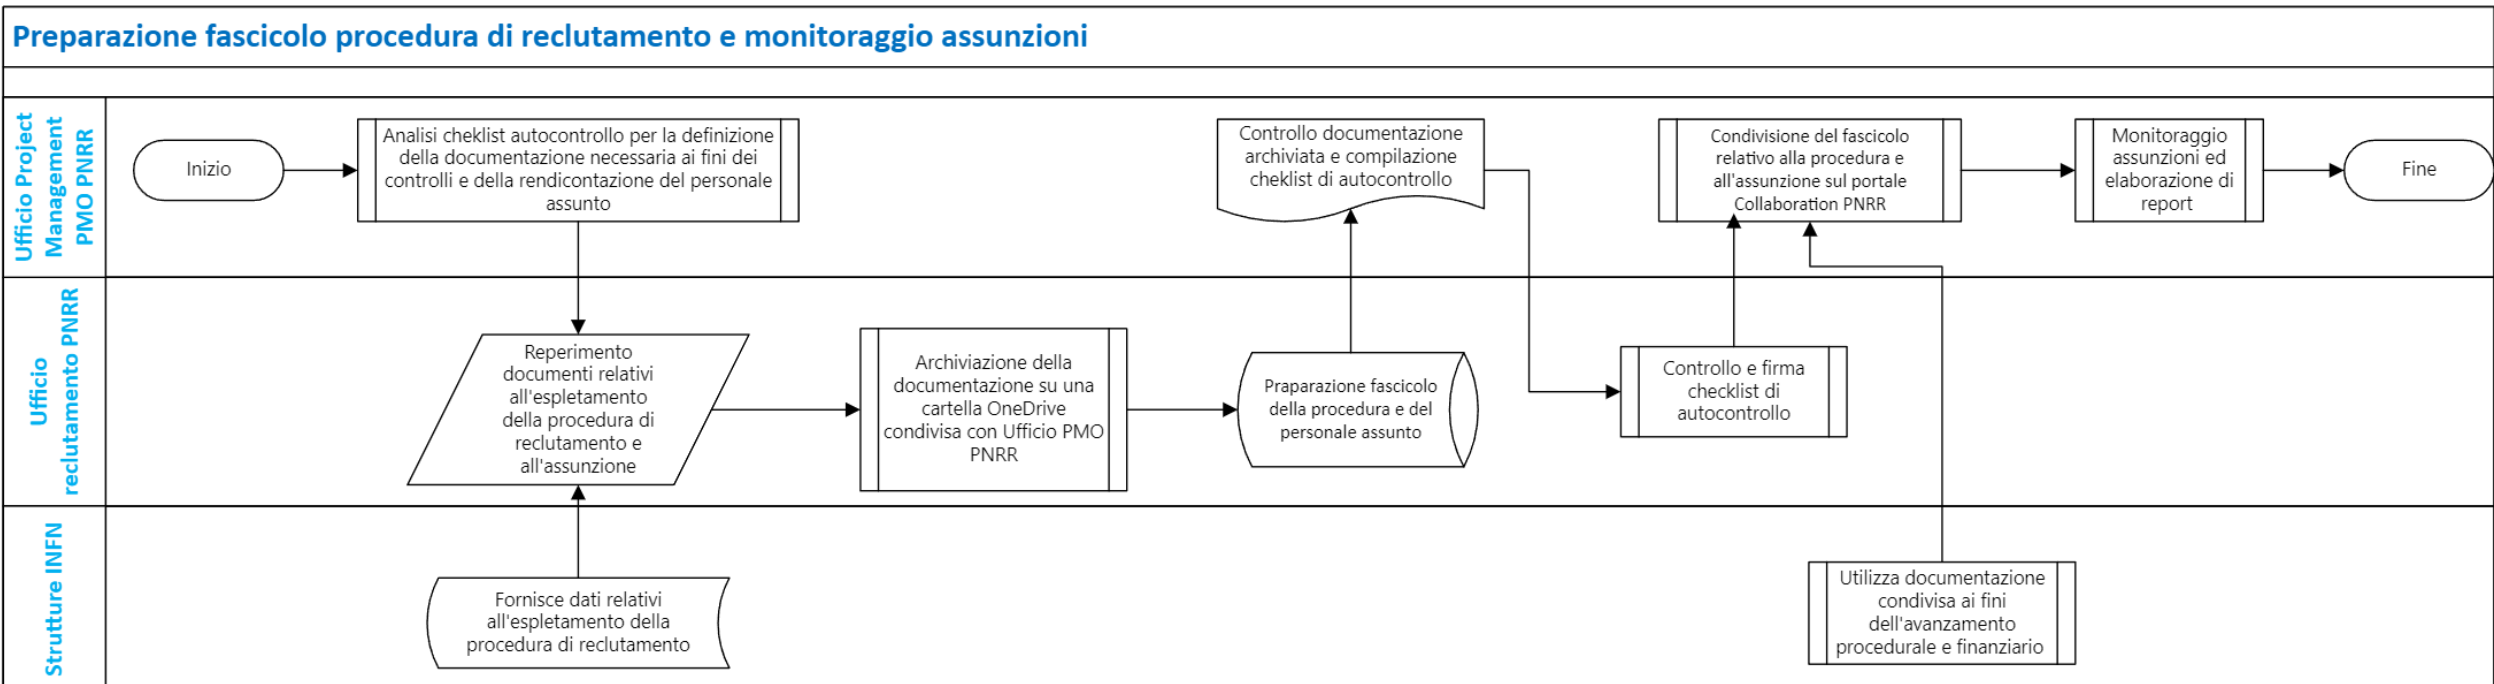 Preparazione fascicolo procedura di reclutamento e monitoraggio assunzioni
Ufficio Project
Management
PMO PNRR
Inizio
Analisi cheklist autocontrollo per la definizione
della documentazione necessaria ai fini dei
controlli e della rendicontazione del personale
assunto
Controllo documentazione
archiviata e compilazione
cheklist di autocontrollo
Condivisione del fascicolo
relativo alla procedura e
all'assunzione sul portale
Collaboration PNRR
Monitoraggio
assunzioni ed
elaborazione di
report
Fine
Ufficio
reclutamento PNRR
Reperimento
documenti relativi
all'espletamento
della procedura di
reclutamento e
all'assunzione
Archiviazione della
documentazione su una
cartella OneDrive
condivisa con Ufficio PMO
PNRR
Praparazione fascicolo
della procedura e del
personale assunto
Controllo e firma
checklist di
autocontrollo
Strutture INFN
Fornisce dati relativi
all'espletamento della
procedura di reclutamento
Utilizza documentazione
condivisa ai fini
dell'avanzamento
procedurale e finanziario